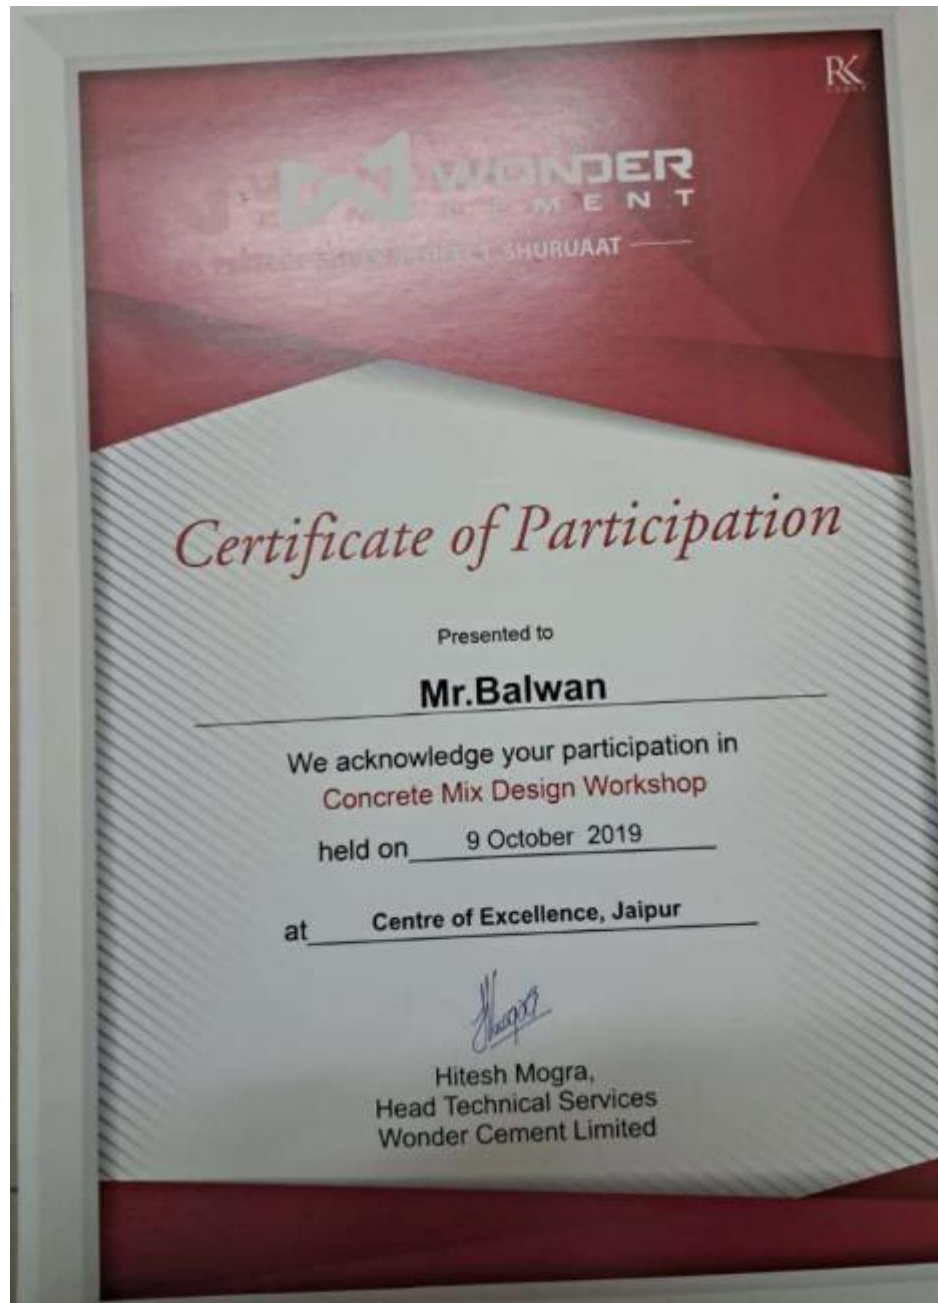 RK
WONDER
CEMENT
SHURUAAT
Certificate of Participation
Presented to
Mr.Balwan
We acknowledge your participation in
Concrete Mix Design Workshop
held on 9 October 2019
at Centre of Excellence, Jaipur
Hitesh Mogra,
Head Technical Services
Wonder Cement Limited